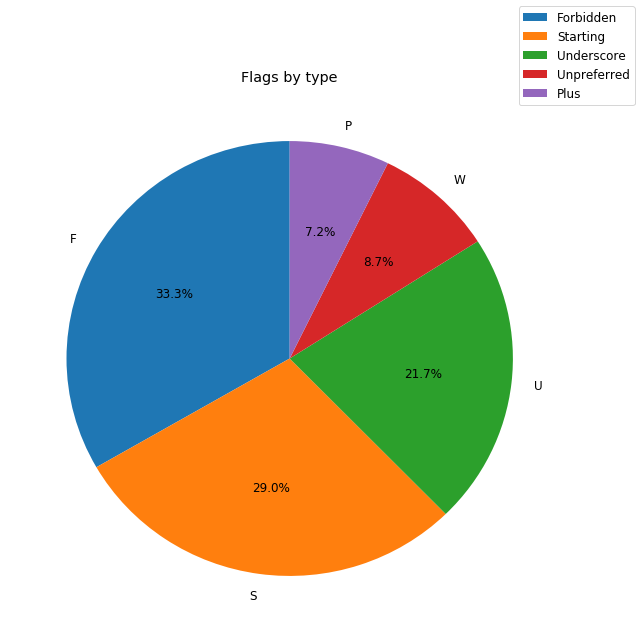 Forbidden
Starting
Underscore
Unpreferred
Plus
Flags by type
P
W
F
7.2%
8.7%
33.3%
21.7%
U
29.0%
S